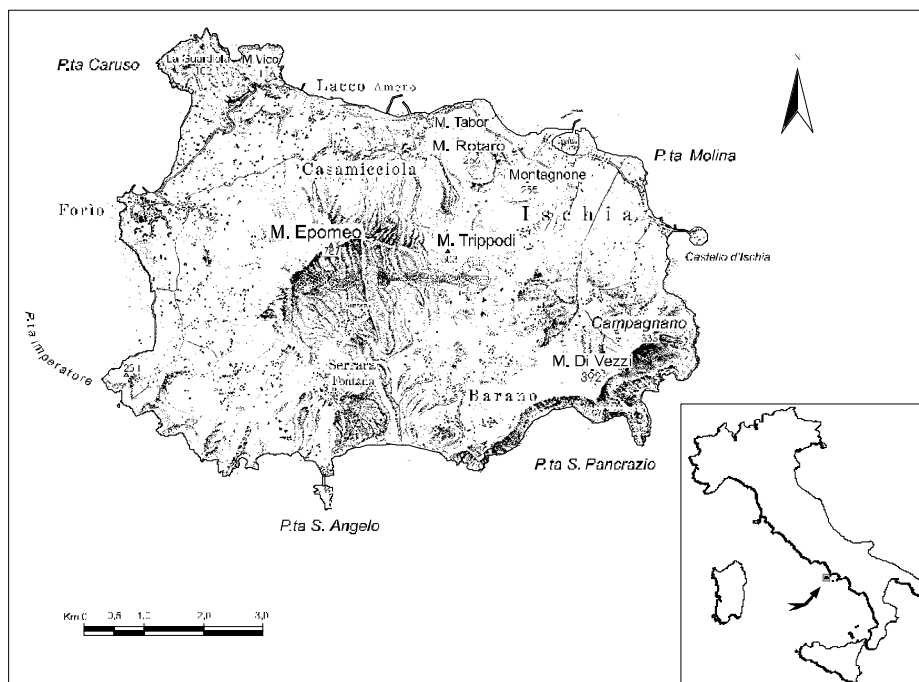 P.ta Caruso
La Guardiola
M.Vico
116
Lacco Ameno
M. Tabor
M. Rotaro
Montagnone
255
P.ta Molina
Casamicciola
Forio
Ischia
M. Epomeo
M. Trippodi
Castello d'Ischia
P.ta Imperatore
Campagnano
M. Di Vezzi
392
Serrara
Fontana
Barano
P.ta S. Pancrazio
P.ta S. Angelo
N
Km 0 0,5 1,0 2,0 3,0